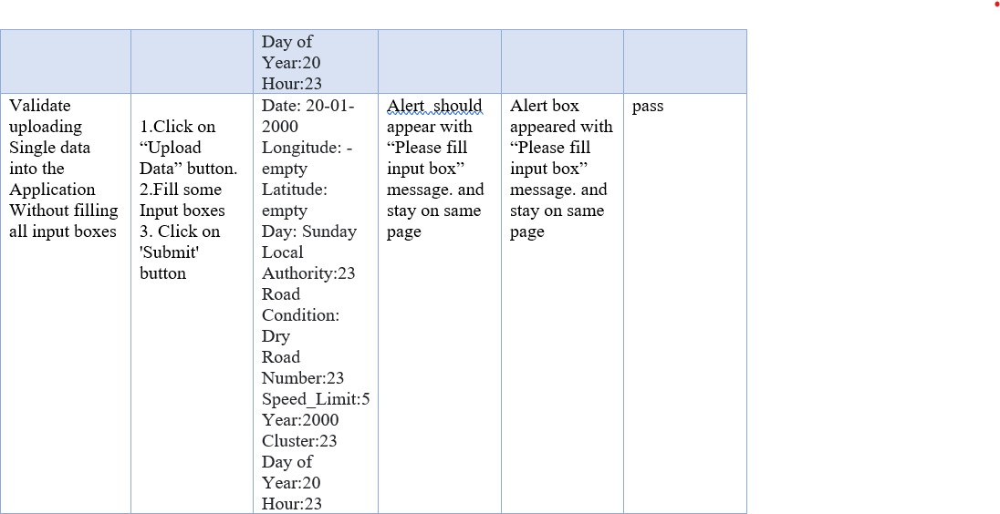 Day of
Year:20
Hour:23
Validate
uploading
Single data
into the
Application
Without filling
all input boxes
1.Click on
“Upload
Data” button.
2.Fill some
Input boxes
3. Click on
'Submit'
button
Date: 20-01-
2000
Longitude: -
empty
Latitude:
empty
Day: Sunday
Local
Authority:23
Road
Condition:
Dry
Road
Number:23
Speed_Limit:5
Year:2000
Cluster:23
Day of
Year:20
Hour:23
Alert should
appear with
“Please fill
input box”
message. and
stay on same
page
Alert box
appeared with
“Please fill
input box”
message. and
stay on same
page
pass